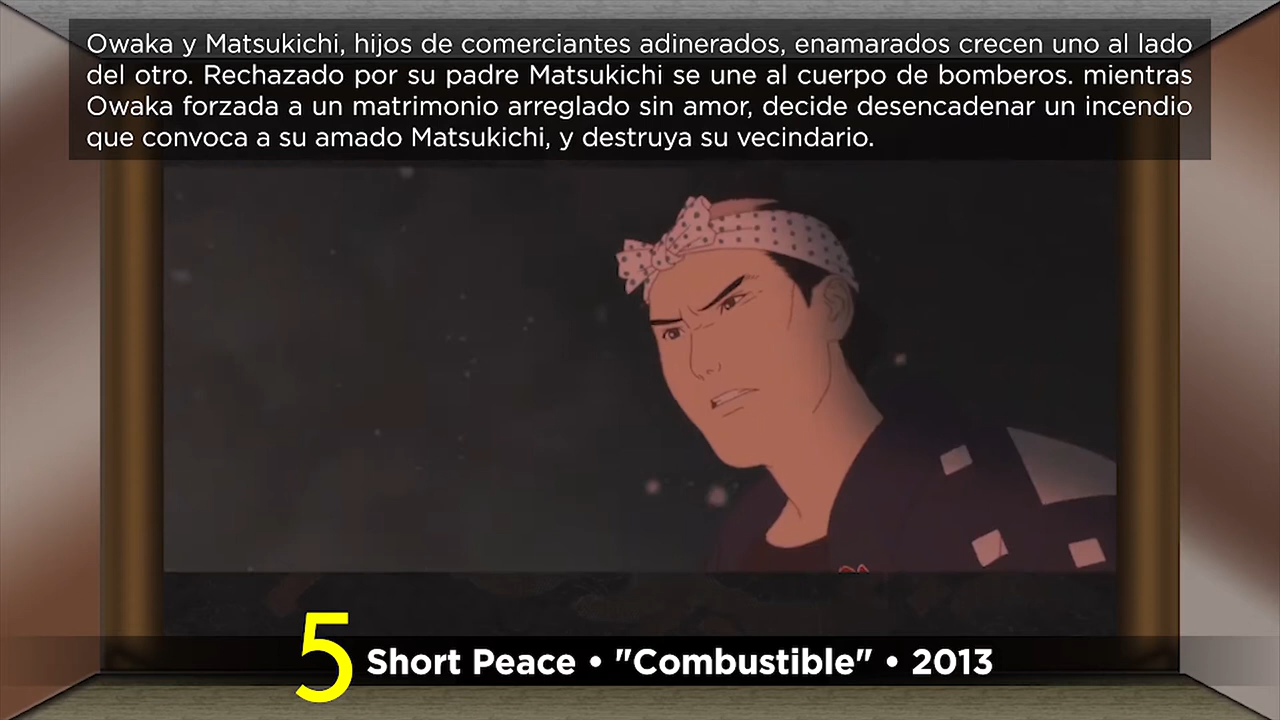 Owaka y Matsukichi, hijos de comerciantes adinerados, enamarados crecen uno al lado
del otro. Rechazado por su padre Matsukichi se une al cuerpo de bomberos. mientras
Owaka forzada a un matrimonio arreglado sin amor, decide desencadenar un incendio
que convoca a su amado Matsukichi, y destruya su vecindario.
5 Short Peace • "Combustible" • 2013